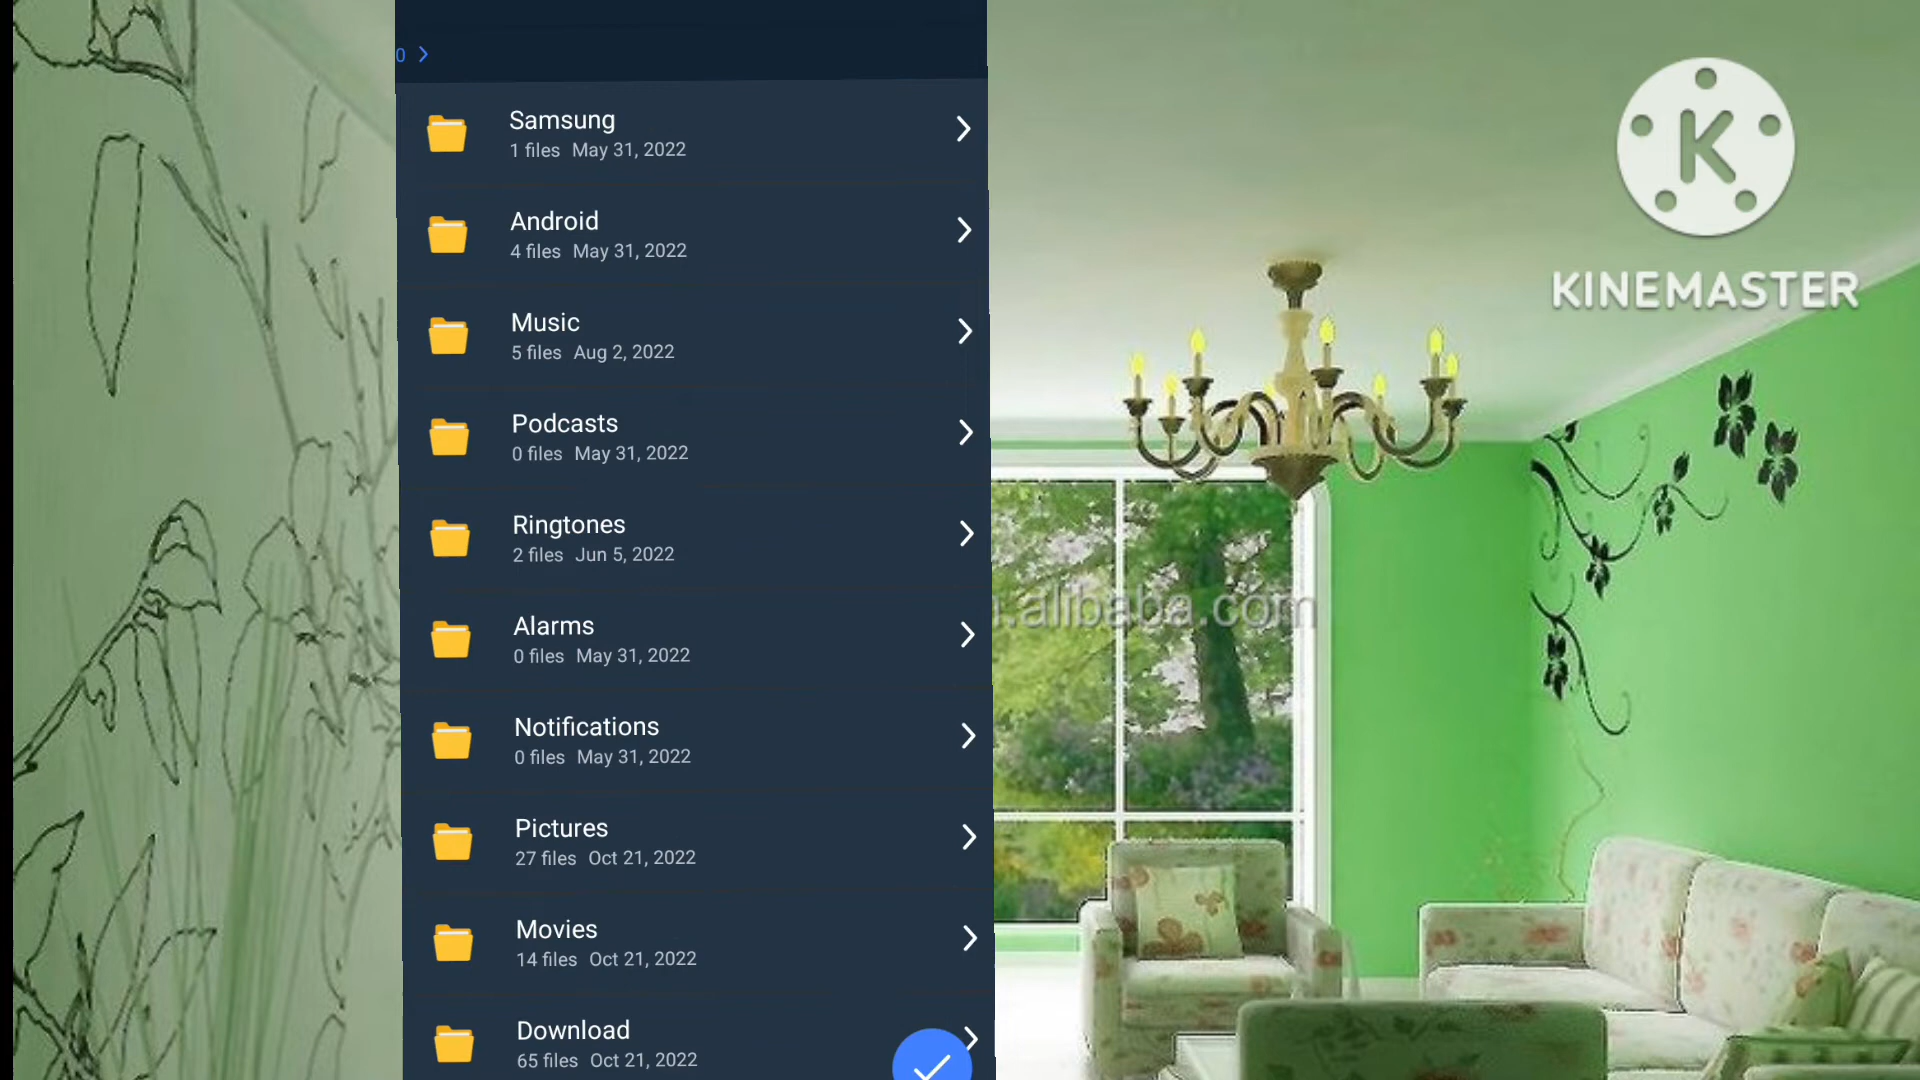 0
Samsung
1 files May 31, 2022
Android
4 files May 31, 2022
Music
5 files Aug 2, 2022
Podcasts
0 files May 31, 2022
Ringtones
2 files Jun 5, 2022
Alarms
0 files May 31, 2022
Notifications
0 files May 31, 2022
Pictures
27 files Oct 21, 2022
Movies
14 files Oct 21, 2022
Download
65 files Oct 21, 2022
K
KINEMASTER
.alibaba.com